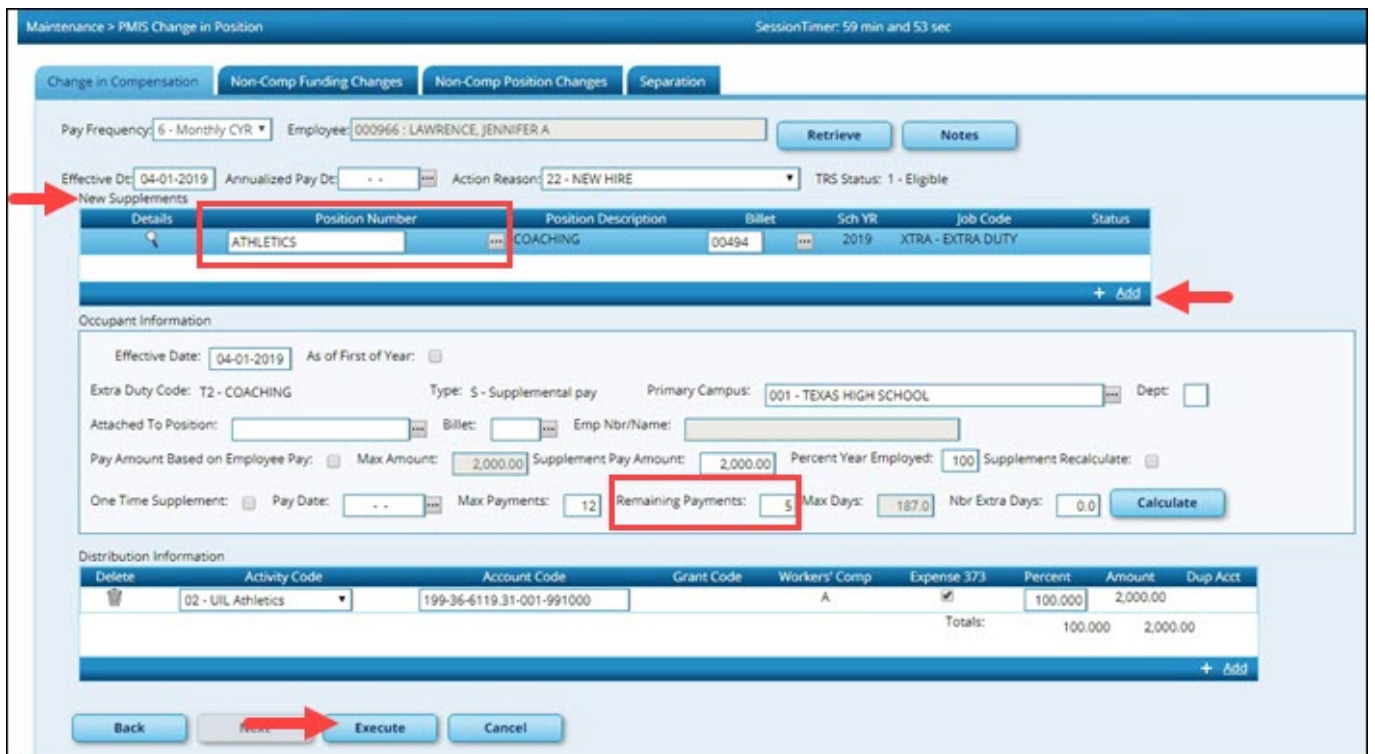 Maintenance > PMIS Change in Position SessionTimer: 59 min and 53 sec
Change in Compensation Non-Comp Funding Changes Non-Comp Position Changes Separation
Pay Frequency: 6 - Monthly CYR Employee: 000966 : LAWRENCE, JENNIFER A Retrieve Notes
Effective Dt: 04-01-2019 Annualized Pay Dt: - - Action Reason: 22 - NEW HIRE TRS Status: 1 - Eligible
New Supplements
Details Position Number Position Description Billet Sch YR Job Code Status
ATHLETICS ... COACHING 00494 ... 2019 XTRA - EXTRA DUTY
+ Add
Occupant Information
Effective Date: 04-01-2019 As of First of Year:
Extra Duty Code: T2 - COACHING Type: S - Supplemental pay Primary Campus: 001 - TEXAS HIGH SCHOOL ... Dept:
Attached To Position: ... Billet: ... Emp Nbr/Name:
Pay Amount Based on Employee Pay: Max Amount: 2,000.00 Supplement Pay Amount: 2,000.00 Percent Year Employed: 100 Supplement Recalculate:
One Time Supplement: Pay Date: - - ... Max Payments: 12 Remaining Payments: 5 Max Days: 187.0 Nbr Extra Days: 0.0 Calculate
Distribution Information
Delete Activity Code Account Code Grant Code Workers' Comp Expense 373 Percent Amount Dup Acct
02 - UIL Athletics 199-36-6119.31-001-991000 A 100.000 2,000.00
Totals: 100.000 2,000.00
+ Add
Back Next Execute Cancel